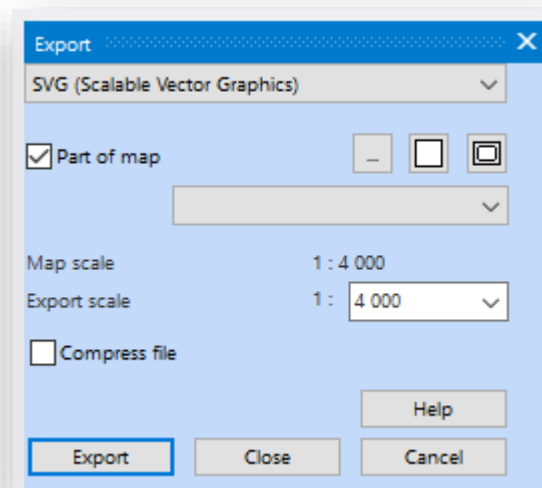 Export
SVG (Scalable Vector Graphics)
Part of map
...
Map scale 1 : 4 000
Export scale 1 : 4 000
Compress file
Help
Export Close Cancel